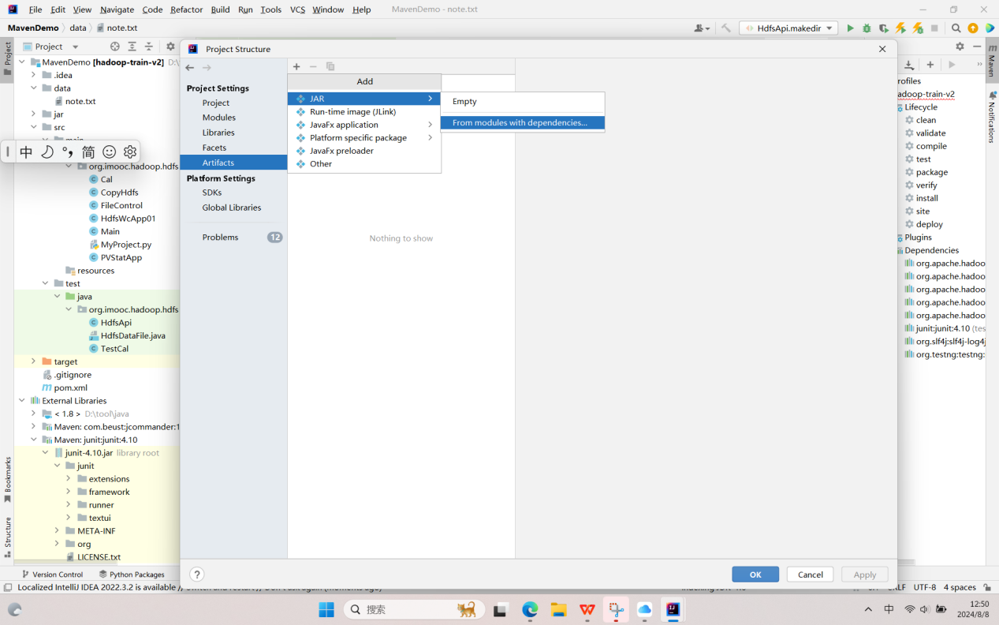 File Edit View Navigate Code Refactor Build Run Tools VCS Window Help MavenDemo - note.txt
MavenDemo data note.txt
HdfsApi.makedir
Project
Project
MavenDemo [hadoop-train-v2] D:\
.idea
data
note.txt
jar
src
中 简
org.imooc.hadoop.hdfs
Cal
CopyHdfs
FileControl
HdfsWcApp01
Main
MyProject.py
PVStatApp
resources
test
java
org.imooc.hadoop.hdfs
HdfsApi
HdfsDataFile.java
TestCal
target
.gitignore
pom.xml
External Libraries
< 1.8 > D:\tool\java
Maven: com.beust:jcommander:1
Maven: junit:junit:4.10
junit-4.10.jar library root
junit
extensions
framework
runner
textui
META-INF
org
LICENSE.txt
Bookmarks
Structure
Project Structure
Project Settings
Project
Modules
Libraries
Facets
Artifacts
Platform Settings
SDKs
Global Libraries
Problems 12
Add
JAR
Run-time image (JLink)
JavaFx application
Platform specific package
JavaFx preloader
Other
Empty
From modules with dependencies...
Nothing to show
?
OK Cancel Apply
rofiles
adoop-train-v2
Lifecycle
clean
validate
compile
test
package
verify
install
site
deploy
Plugins
Dependencies
org.apache.hadoo
org.apache.hadoo
org.apache.hadoo
org.apache.hadoo
org.apache.hadoo
junit:junit:4.10 (tes
org.slf4j:slf4j-log4j
org.testng:testng:
m
Maven
Notifications
Version Control Python Packages
Localized IntelliJ IDEA 2022.3.2 is available // Switch and restart // Don't ask again (moments ago)
CRLF UTF-8 4 spaces
搜索
中
12:50
2024/8/8